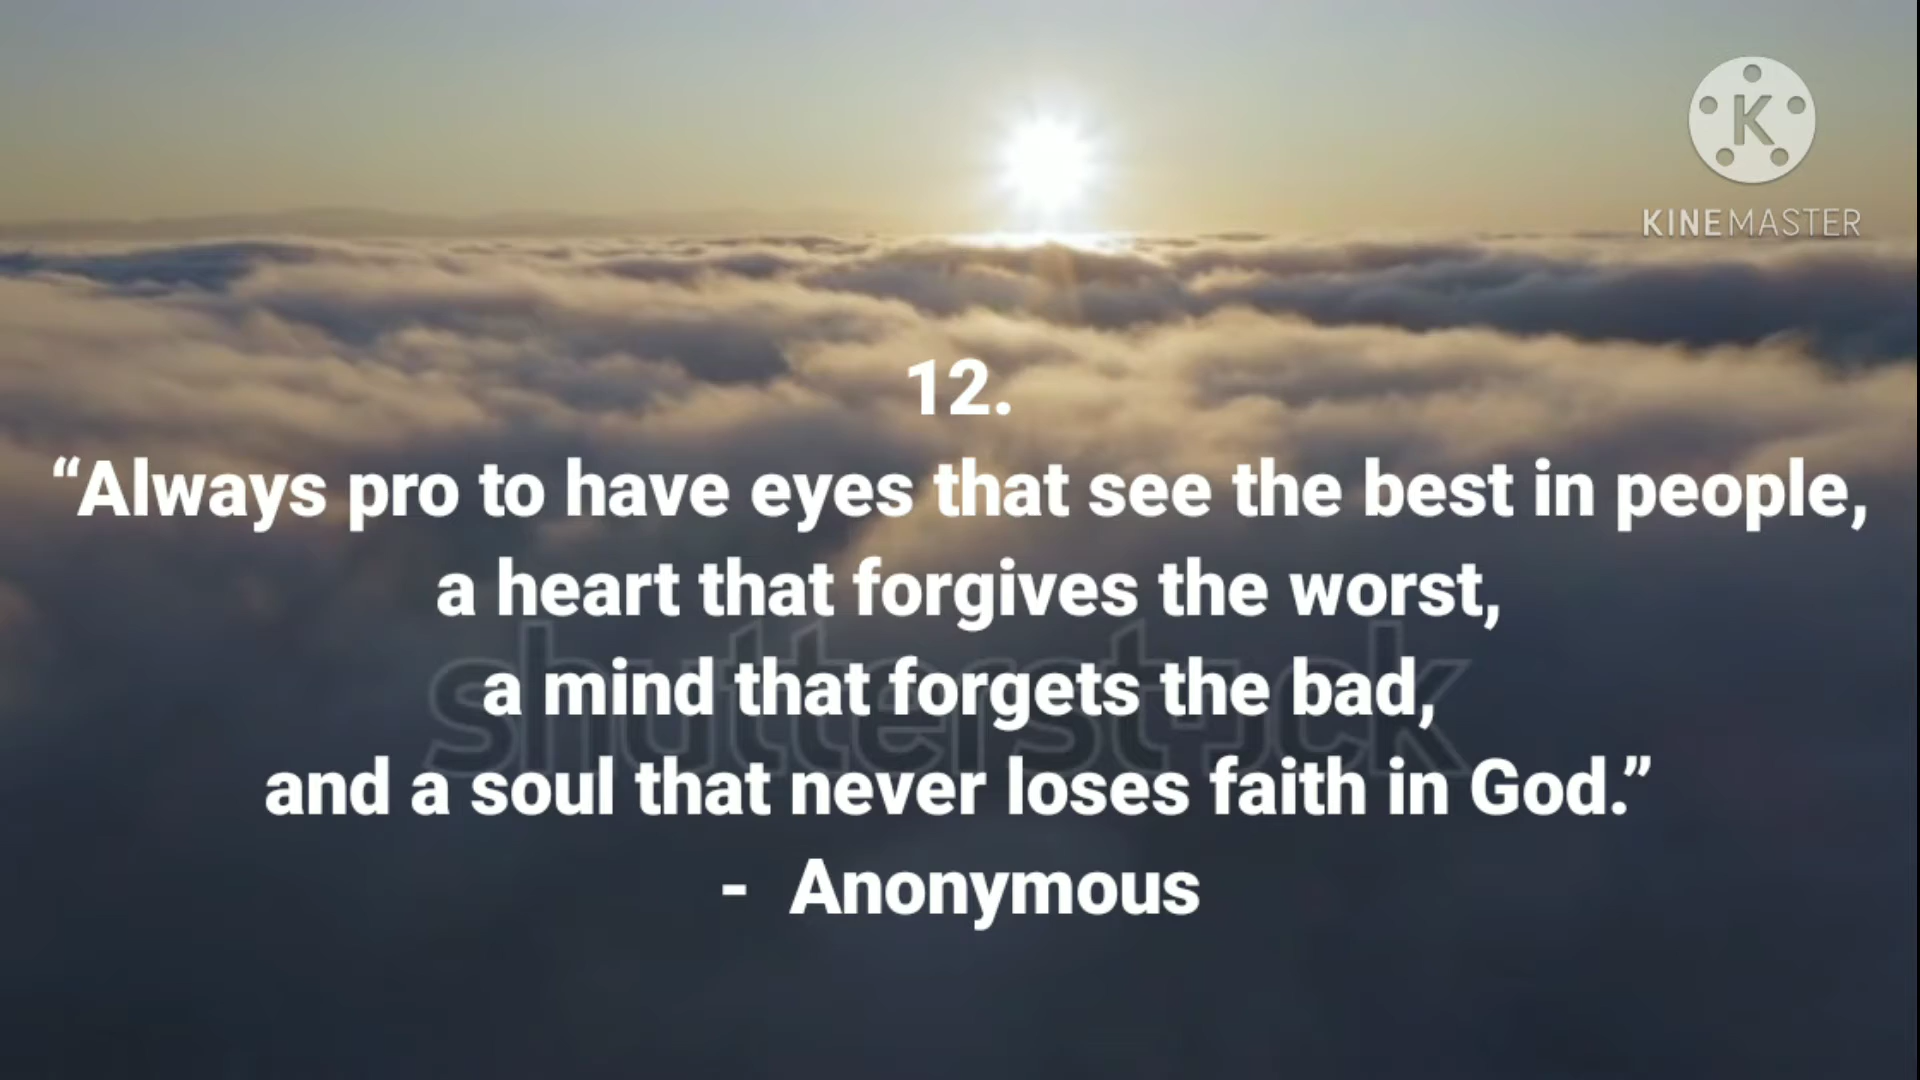 K
KINEMASTER
12.
“Always pro to have eyes that see the best in people,
a heart that forgives the worst,
a mind that forgets the bad,
and a soul that never loses faith in God.”
- Anonymous
shutterstock